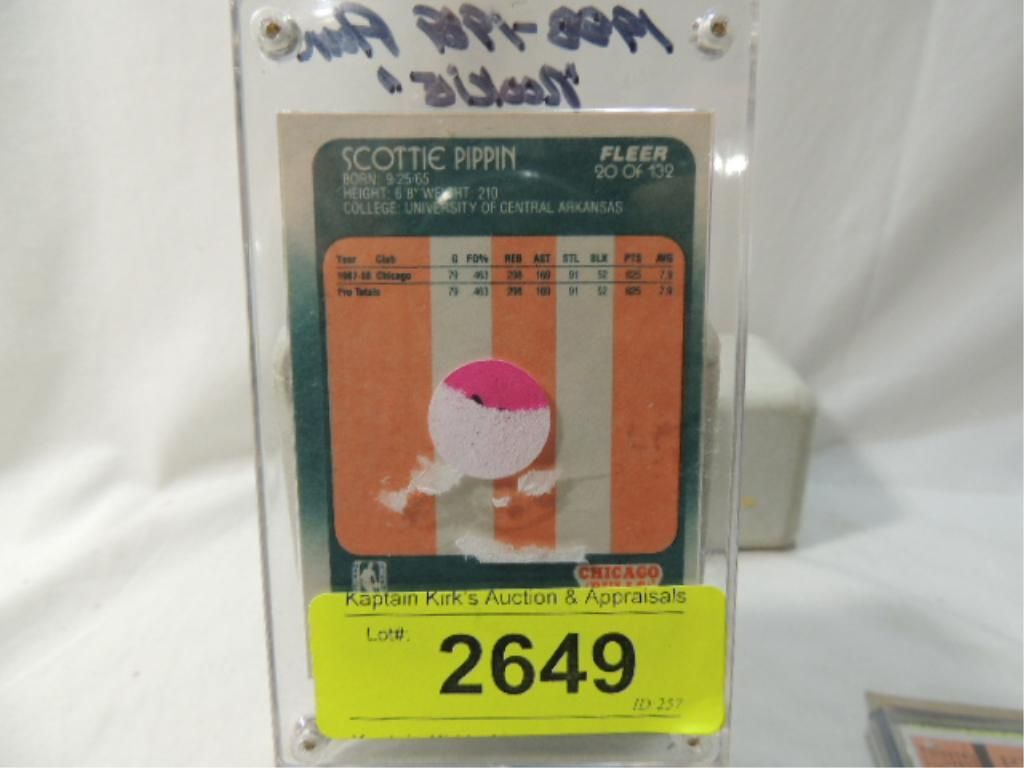 1988-1989 Fleer
"Rookie"
SCOTTIE PIPPIN
FLEER
20 OF 132
BORN: 9-25-65
HEIGHT: 6'8" WEIGHT: 210
COLLEGE: UNIVERSITY OF CENTRAL ARKANSAS
Year Club G FG% REB AST STL BLK PTS AVG
1987-88 Chicago 79 .463 298 169 91 52 625 7.9
Pro Totals 79 .463 298 169 91 52 625 7.9
CHICAGO
BULLS
Kaptain Kirk's Auction & Appraisals
Lot#:
2649
ID:257